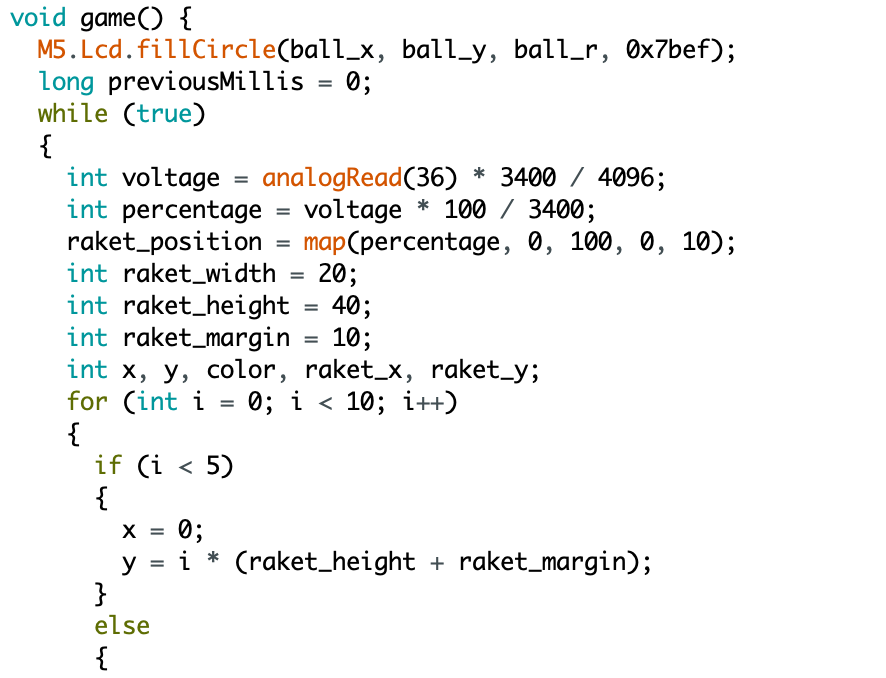 void game() {
  M5.Lcd.fillCircle(ball_x, ball_y, ball_r, 0x7bef);
  long previousMillis = 0;
  while (true)
  {
    int voltage = analogRead(36) * 3400 / 4096;
    int percentage = voltage * 100 / 3400;
    raket_position = map(percentage, 0, 100, 0, 10);
    int raket_width = 20;
    int raket_height = 40;
    int raket_margin = 10;
    int x, y, color, raket_x, raket_y;
    for (int i = 0; i < 10; i++)
    {
      if (i < 5)
      {
        x = 0;
        y = i * (raket_height + raket_margin);
      }
      else
      {